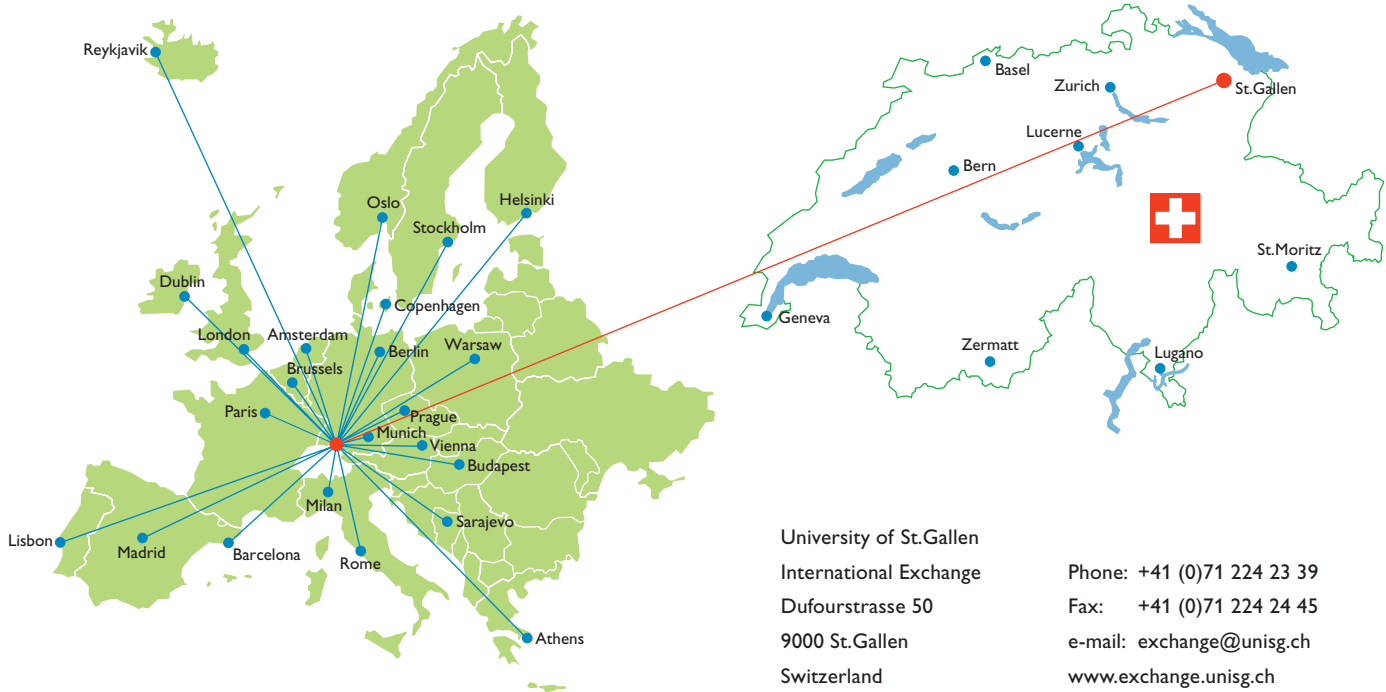 Reykjavik
Oslo
Helsinki
Stockholm
Dublin
Copenhagen
London
Amsterdam
Warsaw
Berlin
Brussels
Paris
Prague
Munich
Vienna
Budapest
Milan
Sarajevo
Lisbon
Madrid
Barcelona
Rome
Athens
Basel
Zurich
St.Gallen
Lucerne
Bern
St.Moritz
Geneva
Zermatt
Lugano
University of St.Gallen
International Exchange
Dufourstrasse 50
9000 St.Gallen
Switzerland
Phone: +41 (0)71 224 23 39
Fax: +41 (0)71 224 24 45
e-mail: exchange@unisg.ch
www.exchange.unisg.ch